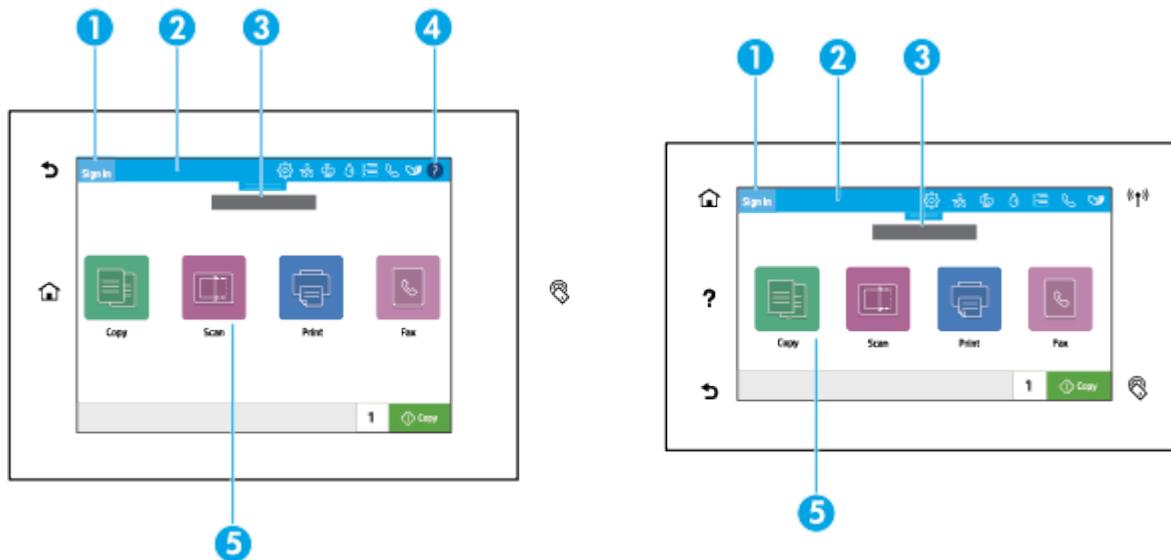 1 2 3 4
Sign In ?
Copy Scan Print Fax
1 Copy
5
1 2 3
Sign In
?
Copy Scan Print Fax
1 Copy
5